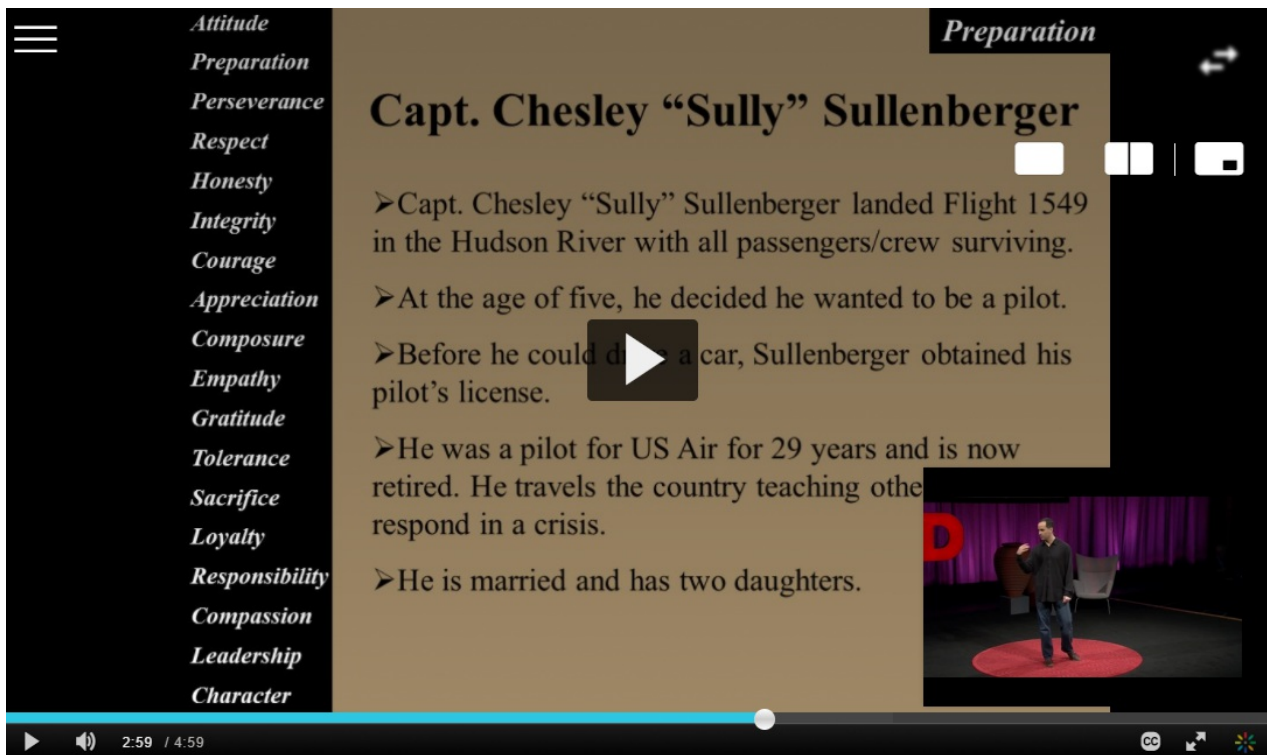 Attitude
Preparation
Perseverance
Respect
Honesty
Integrity
Courage
Appreciation
Composure
Empathy
Gratitude
Tolerance
Sacrifice
Loyalty
Responsibility
Compassion
Leadership
Character
Preparation
Capt. Chesley “Sully” Sullenberger
➢Capt. Chesley “Sully” Sullenberger landed Flight 1549
in the Hudson River with all passengers/crew surviving.
➢At the age of five, he decided he wanted to be a pilot.
➢Before he could a car, Sullenberger obtained his
pilot’s license.
➢He was a pilot for US Air for 29 years and is now
retired. He travels the country teaching othe
respond in a crisis.
➢He is married and has two daughters.
D
2:59 / 4:59
CC